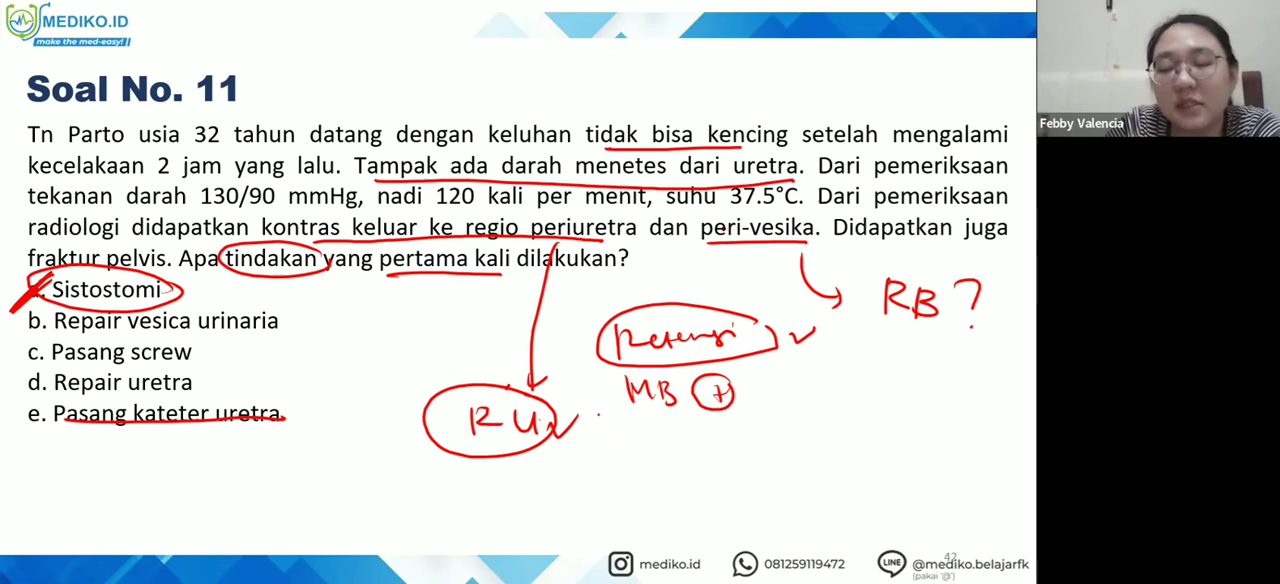 MEDIKO.ID
make the med-easy!
Soal No. 11
Febby Valencia
Tn Parto usia 32 tahun datang dengan keluhan tidak bisa kencing setelah mengalami
kecelakaan 2 jam yang lalu. Tampak ada darah menetes dari uretra. Dari pemeriksaan
tekanan darah 130/90 mmHg, nadi 120 kali per menit, suhu 37.5°C. Dari pemeriksaan
radiologi didapatkan kontras keluar ke regio periuretra dan peri-vesika. Didapatkan juga
fraktur pelvis. Apa tindakan yang pertama kali dilakukan?
a. Sistostomi
b. Repair vesica urinaria
c. Pasang screw
d. Repair uretra
e. Pasang kateter uretra
RB ?
Retensi
MB +
RU
mediko.id
081259119472
LINE
@mediko.belajarfk
(pakai '@')
42